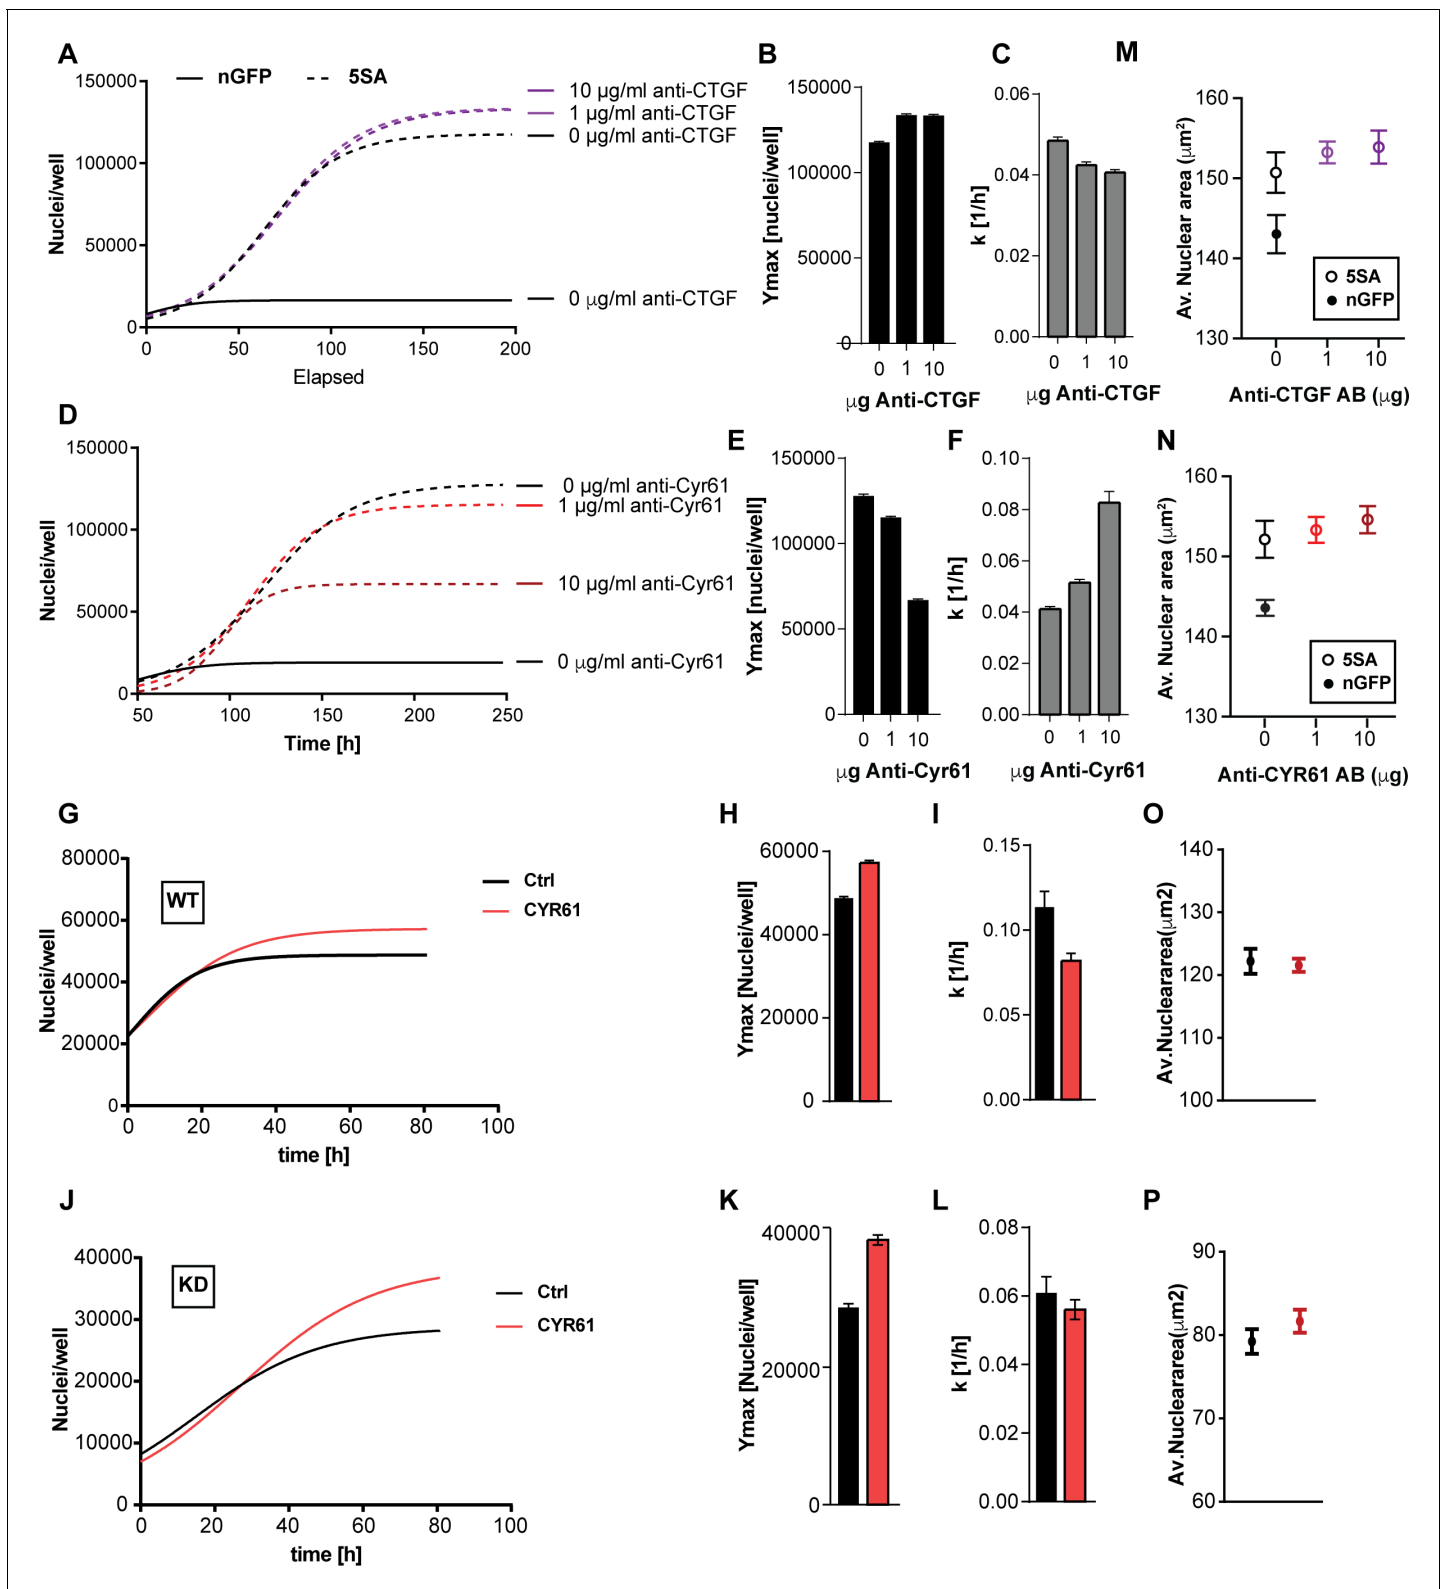 A
nGFP
5SA
150000
100000
50000
0
Nuclei/well
0
50
100
150
200
Elapsed
10 µg/ml anti-CTGF
1 µg/ml anti-CTGF
0 µg/ml anti-CTGF
0 µg/ml anti-CTGF
B
150000
100000
50000
0
Ymax [nuclei/well]
0
1
10
µg Anti-CTGF
C
0.06
0.04
0.02
0.00
k [1/h]
0
1
10
µg Anti-CTGF
M
160
150
140
130
Av. Nuclear area (µm²)
5SA
nGFP
0
1
10
Anti-CTGF AB (µg)
D
150000
100000
50000
0
Nuclei/well
50
100
150
200
250
Time [h]
0 µg/ml anti-Cyr61
1 µg/ml anti-Cyr61
10 µg/ml anti-Cyr61
0 µg/ml anti-Cyr61
E
150000
100000
50000
0
Ymax [nuclei/well]
0
1
10
µg Anti-Cyr61
F
0.10
0.08
0.06
0.04
0.02
0.00
k [1/h]
0
1
10
µg Anti-Cyr61
N
160
150
140
130
Av. Nuclear area (µm²)
5SA
nGFP
0
1
10
Anti-CYR61 AB (µg)
G
WT
80000
60000
40000
20000
0
Nuclei/well
0
20
40
60
80
100
time [h]
Ctrl
CYR61
H
60000
40000
20000
0
Ymax [Nuclei/well]
I
0.15
0.10
0.05
0.00
k [1/h]
O
140
130
120
110
100
Av.Nucleararea(µm2)
J
KD
40000
30000
20000
10000
0
Nuclei/well
0
20
40
60
80
100
time [h]
Ctrl
CYR61
K
40000
20000
0
Ymax [Nuclei/well]
L
0.08
0.06
0.04
0.02
0.00
k [1/h]
P
90
80
70
60
Av.Nucleararea(µm2)